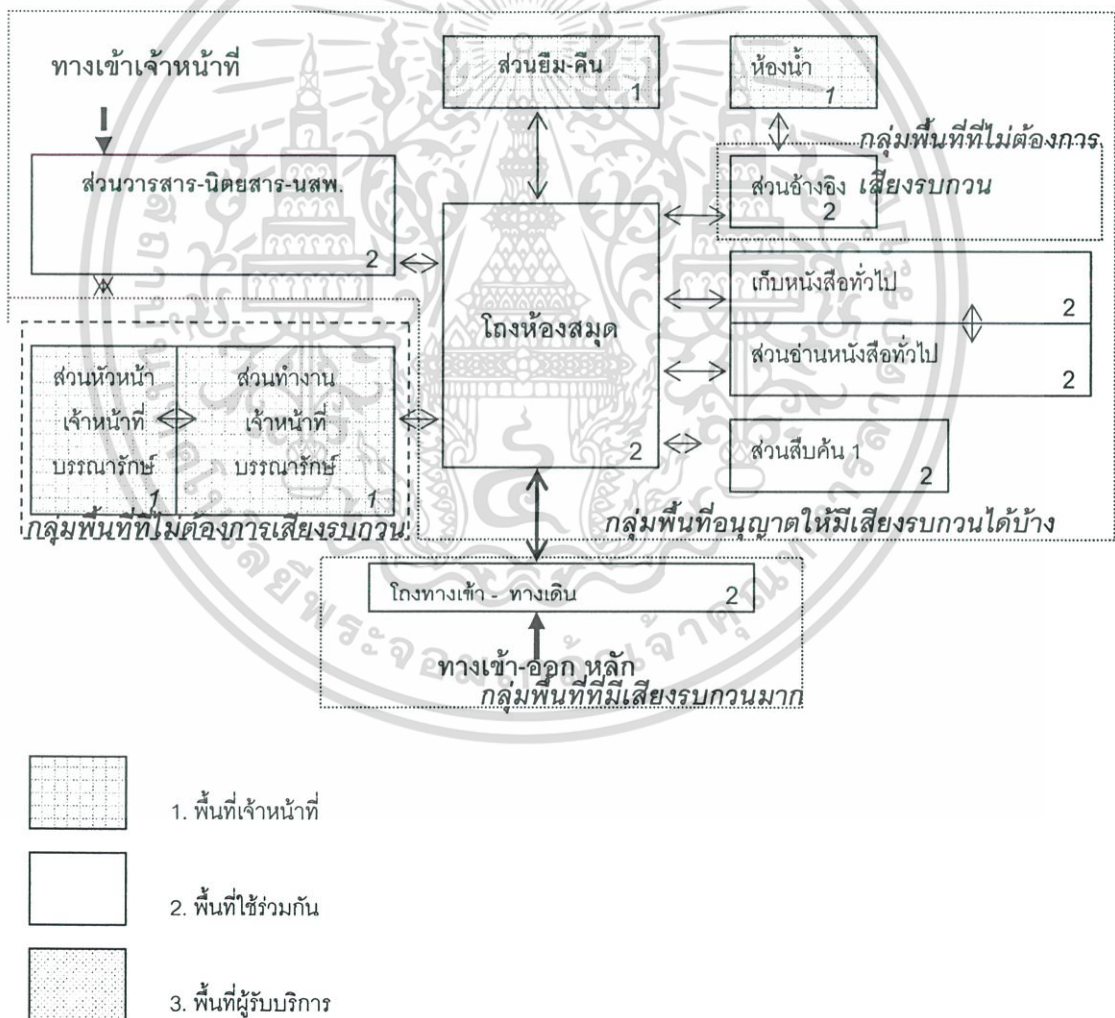 ทางเข้าเจ้าหน้าที่
ส่วนยืม-คืน
1
ห้องน้ำ
1
กลุ่มพื้นที่ที่ไม่ต้องการ
เสียงรบกวน
ส่วนวารสาร-นิตยสาร-นสพ.
2
ส่วนอ้างอิง
2
โถงห้องสมุด
2
เก็บหนังสือทั่วไป
2
ส่วนอ่านหนังสือทั่วไป
2
ส่วนหัวหน้า
เจ้าหน้าที่
บรรณารักษ์
1
ส่วนทำงาน
เจ้าหน้าที่
บรรณารักษ์
1
ส่วนสืบค้น 1
2
กลุ่มพื้นที่ที่ไม่ต้องการเสียงรบกวน
กลุ่มพื้นที่อนุญาตให้มีเสียงรบกวนได้บ้าง
โถงทางเข้า - ทางเดิน
2
ทางเข้า-ออก หลัก
กลุ่มพื้นที่ที่มีเสียงรบกวนมาก
1. พื้นที่เจ้าหน้าที่
2. พื้นที่ใช้ร่วมกัน
3. พื้นที่ผู้รับบริการ